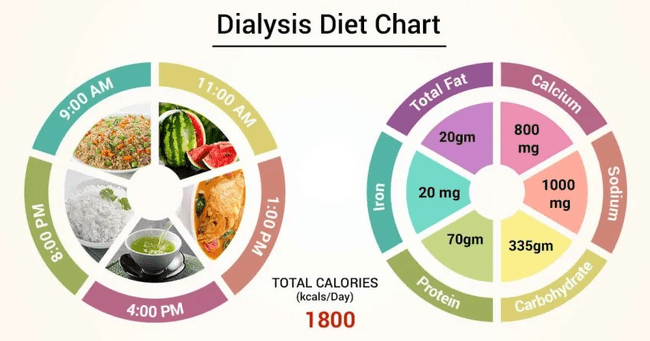 Dialysis Diet Chart
9:00 AM
11:00 AM
1:00 PM
4:00 PM
8:00 PM
TOTAL CALORIES
(kcals/Day)
1800
Total Fat
20gm
Calcium
800
mg
Sodium
1000
mg
Carbohydrate
335gm
Protein
70gm
Iron
20 mg